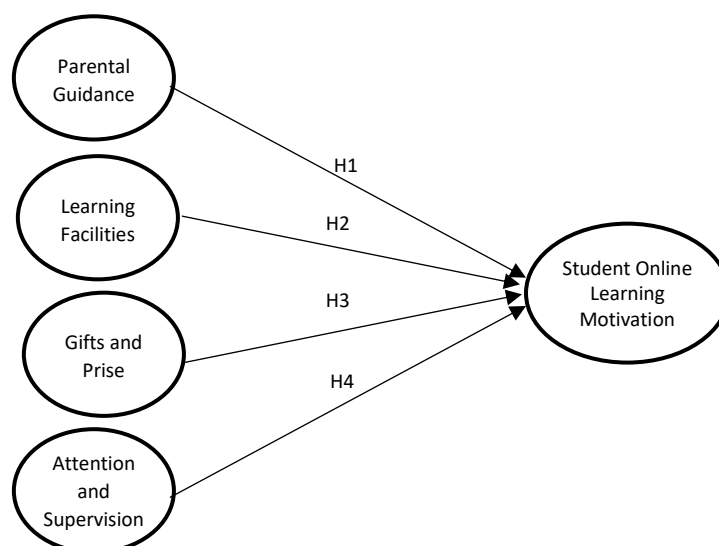 Parental
Guidance
H1
Learning
Facilities
H2
Student Online
Learning
Motivation
H3
Gifts and
Prise
H4
Attention
and
Supervision